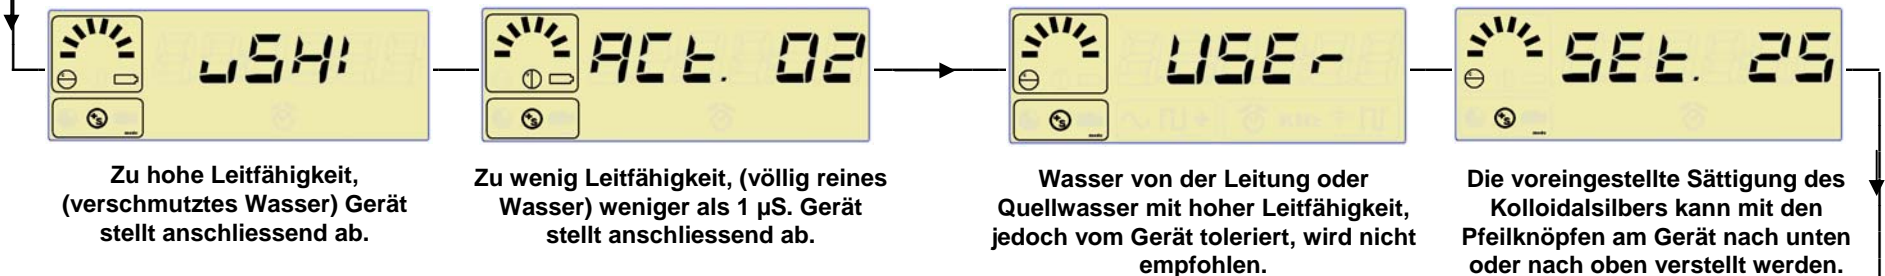 uSHI
ACt. 02
USEr
SEt. 25
Zu hohe Leitfähigkeit,
(verschmutztes Wasser) Gerät
stellt anschliessend ab.
Zu wenig Leitfähigkeit, (völlig reines
Wasser) weniger als 1 µS. Gerät
stellt anschliessend ab.
Wasser von der Leitung oder
Quellwasser mit hoher Leitfähigkeit,
jedoch vom Gerät toleriert, wird nicht
empfohlen.
Die voreingestellte Sättigung des
Kolloidalsilbers kann mit den
Pfeilknöpfen am Gerät nach unten
oder nach oben verstellt werden.